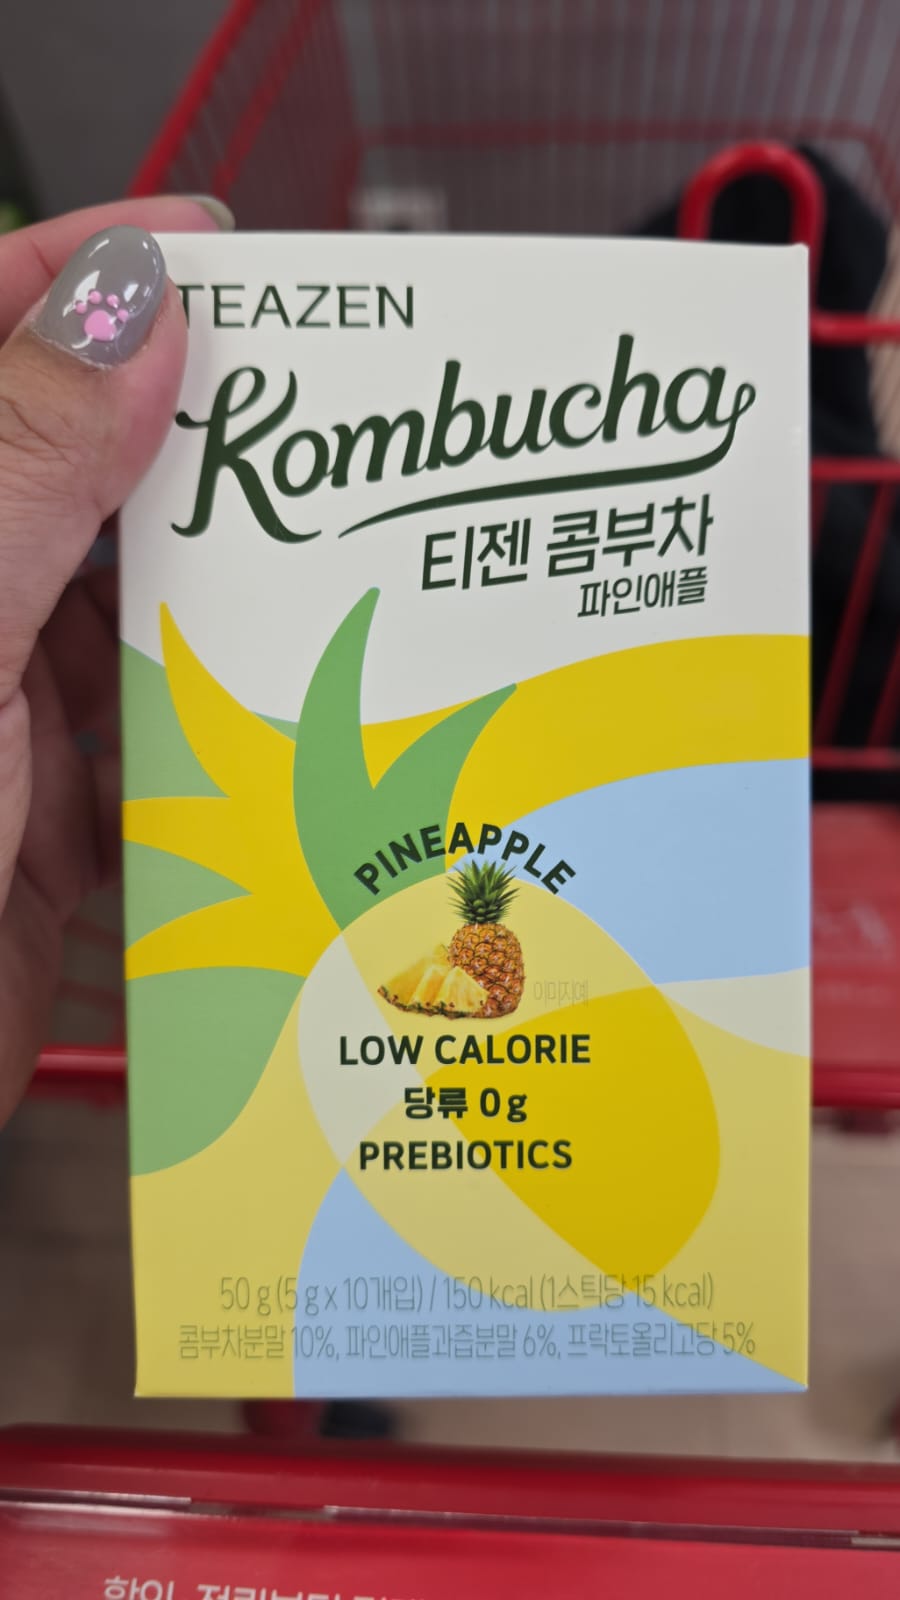 TEAZEN
Kombucha
티젠 콤부차
파인애플
PINEAPPLE
이미지예
LOW CALORIE
당류 0g
PREBIOTICS
50 g (5 g x 10개입) / 150 kcal (1스틱당 15 kcal)
콤부차분말 10%, 파인애플과즙분말 6%, 프락토올리고당 5%